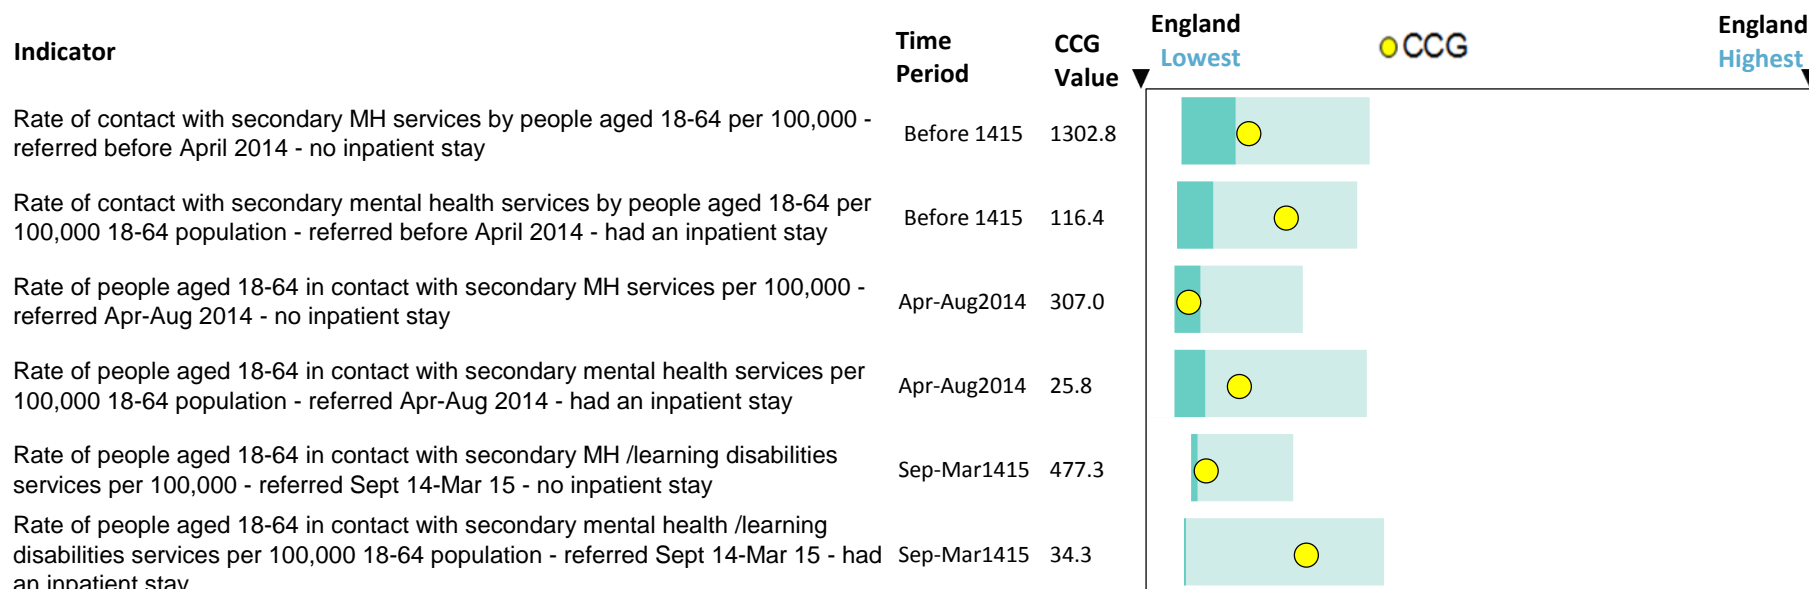 Indicator
Time Period
CCG Value
England Lowest
CCG
England Highest
Rate of contact with secondary MH services by people aged 18-64 per 100,000 -
referred before April 2014 - no inpatient stay
Before 1415
1302.8
Rate of contact with secondary mental health services by people aged 18-64 per
100,000 18-64 population - referred before April 2014 - had an inpatient stay
Before 1415
116.4
Rate of people aged 18-64 in contact with secondary MH services per 100,000 -
referred Apr-Aug 2014 - no inpatient stay
Apr-Aug2014
307.0
Rate of people aged 18-64 in contact with secondary mental health services per
100,000 18-64 population - referred Apr-Aug 2014 - had an inpatient stay
Apr-Aug2014
25.8
Rate of people aged 18-64 in contact with secondary MH /learning disabilities
services per 100,000 - referred Sept 14-Mar 15 - no inpatient stay
Sep-Mar1415
477.3
Rate of people aged 18-64 in contact with secondary mental health /learning
disabilities services per 100,000 18-64 population - referred Sept 14-Mar 15 - had
an inpatient stay
Sep-Mar1415
34.3